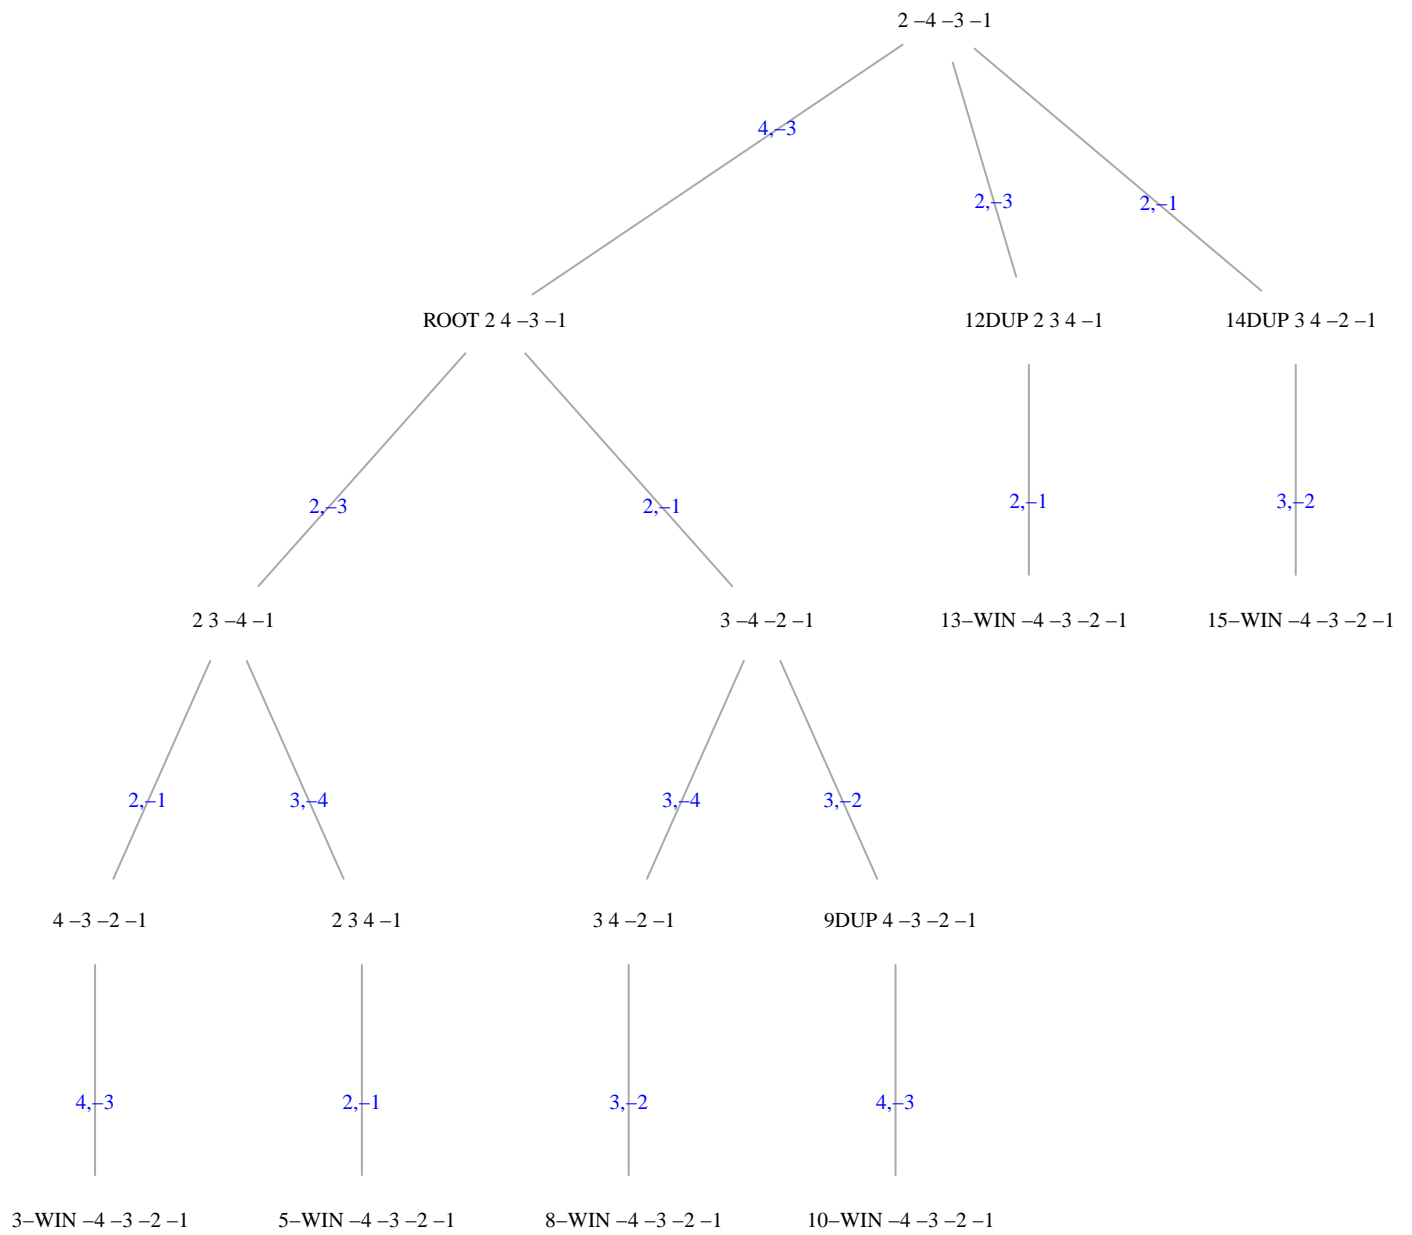 2 –4 –3 –1
4,–3
2,–3
2,–1
ROOT 2 4 –3 –1
12DUP 2 3 4 –1
14DUP 3 4 –2 –1
2,–3
2,–1
2,–1
3,–2
2 3 –4 –1
3 –4 –2 –1
13–WIN –4 –3 –2 –1
15–WIN –4 –3 –2 –1
2,–1
3,–4
3,–4
3,–2
4 –3 –2 –1
2 3 4 –1
3 4 –2 –1
9DUP 4 –3 –2 –1
4,–3
2,–1
3,–2
4,–3
3–WIN –4 –3 –2 –1
5–WIN –4 –3 –2 –1
8–WIN –4 –3 –2 –1
10–WIN –4 –3 –2 –1